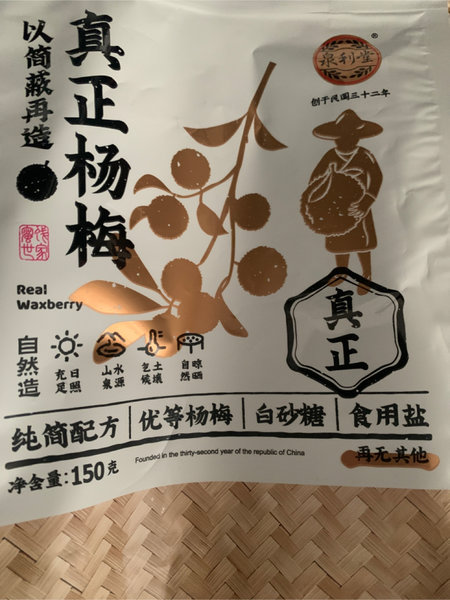 真正杨梅
以简蔽再造
泉利堂
®
创于民国三十二年
Real
Waxberry
真正
自然造
日照
充足
水源
山泉
土壤
气候
晾晒
自然
纯简配方
优等杨梅
白砂糖
食用盐
Founded in the thirty-second year of the republic of China
再无其他
净含量:150克